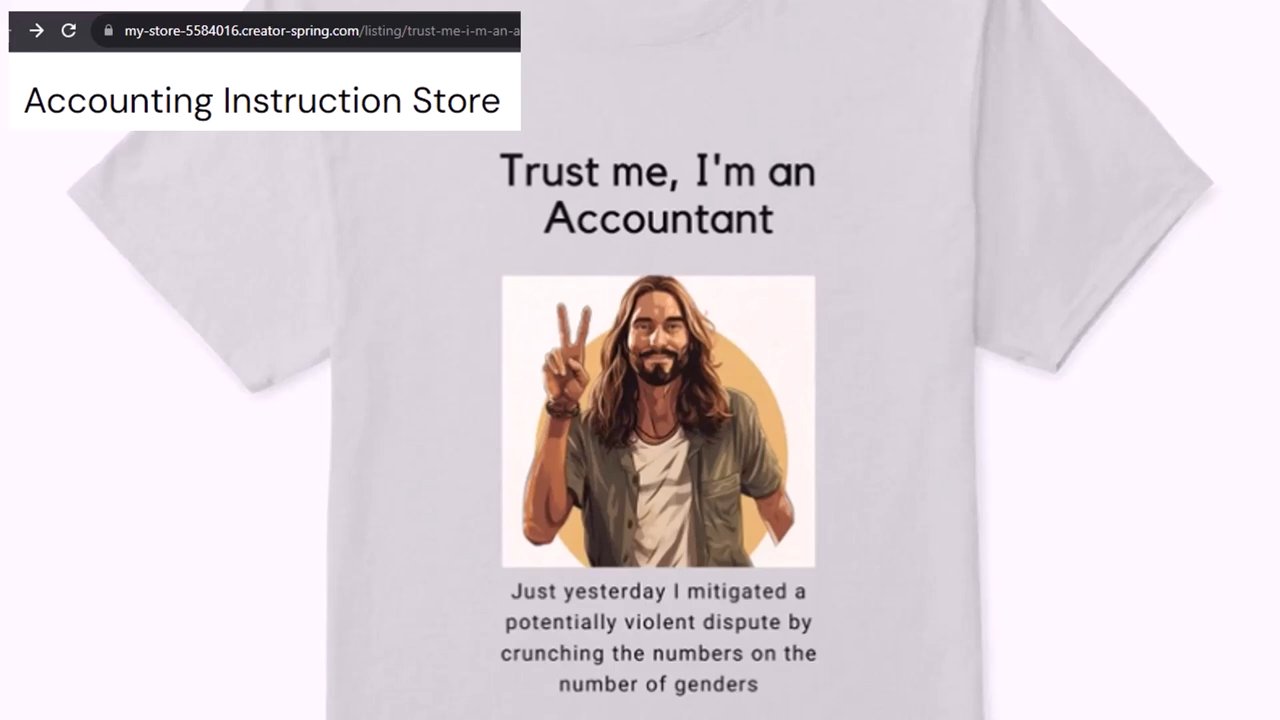 my-store-5584016.creator-spring.com/listing/trust-me-i-m-an-a
Accounting Instruction Store
Trust me, I'm an
Accountant
Just yesterday I mitigated a
potentially violent dispute by
crunching the numbers on the
number of genders